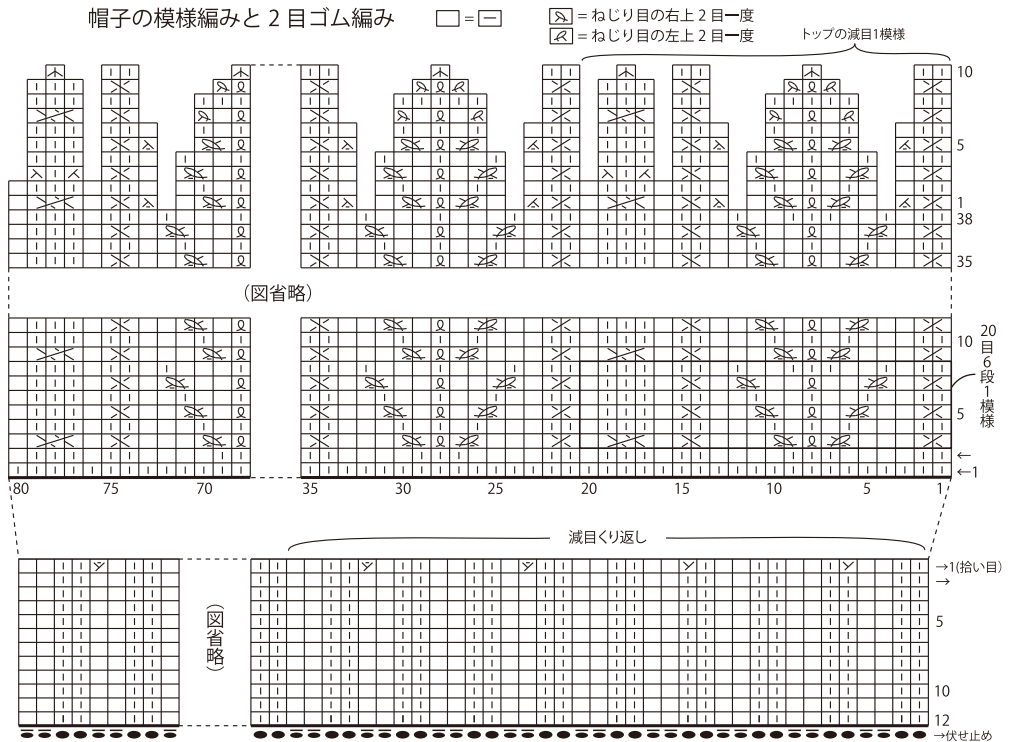 帽子の模様編みと2目ゴム編み
□=−
=ねじり目の右上2目一度
=ねじり目の左上2目一度
トップの減目1模様
10
5
1
38
35
(図省略)
10
5
←
←1
20目6段1模様
80 75 70 35 30 25 20 15 10 5 1
減目くり返し
→1(拾い目)
→
5
10
12
(図省略)
→伏せ止め